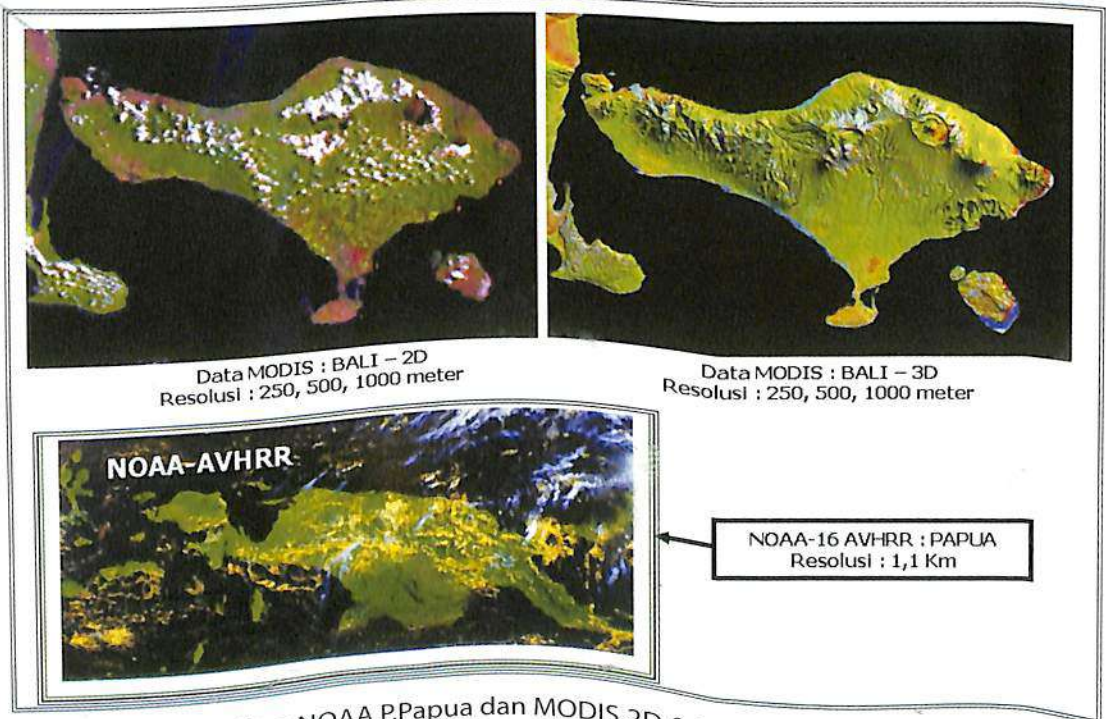 Data MODIS : BALI – 2D
Resolusi : 250, 500, 1000 meter
Data MODIS : BALI – 3D
Resolusi : 250, 500, 1000 meter
NOAA-AVHRR
NOAA-16 AVHRR : PAPUA
Resolusi : 1,1 Km
NOAA P.Papua dan MODIS 2D